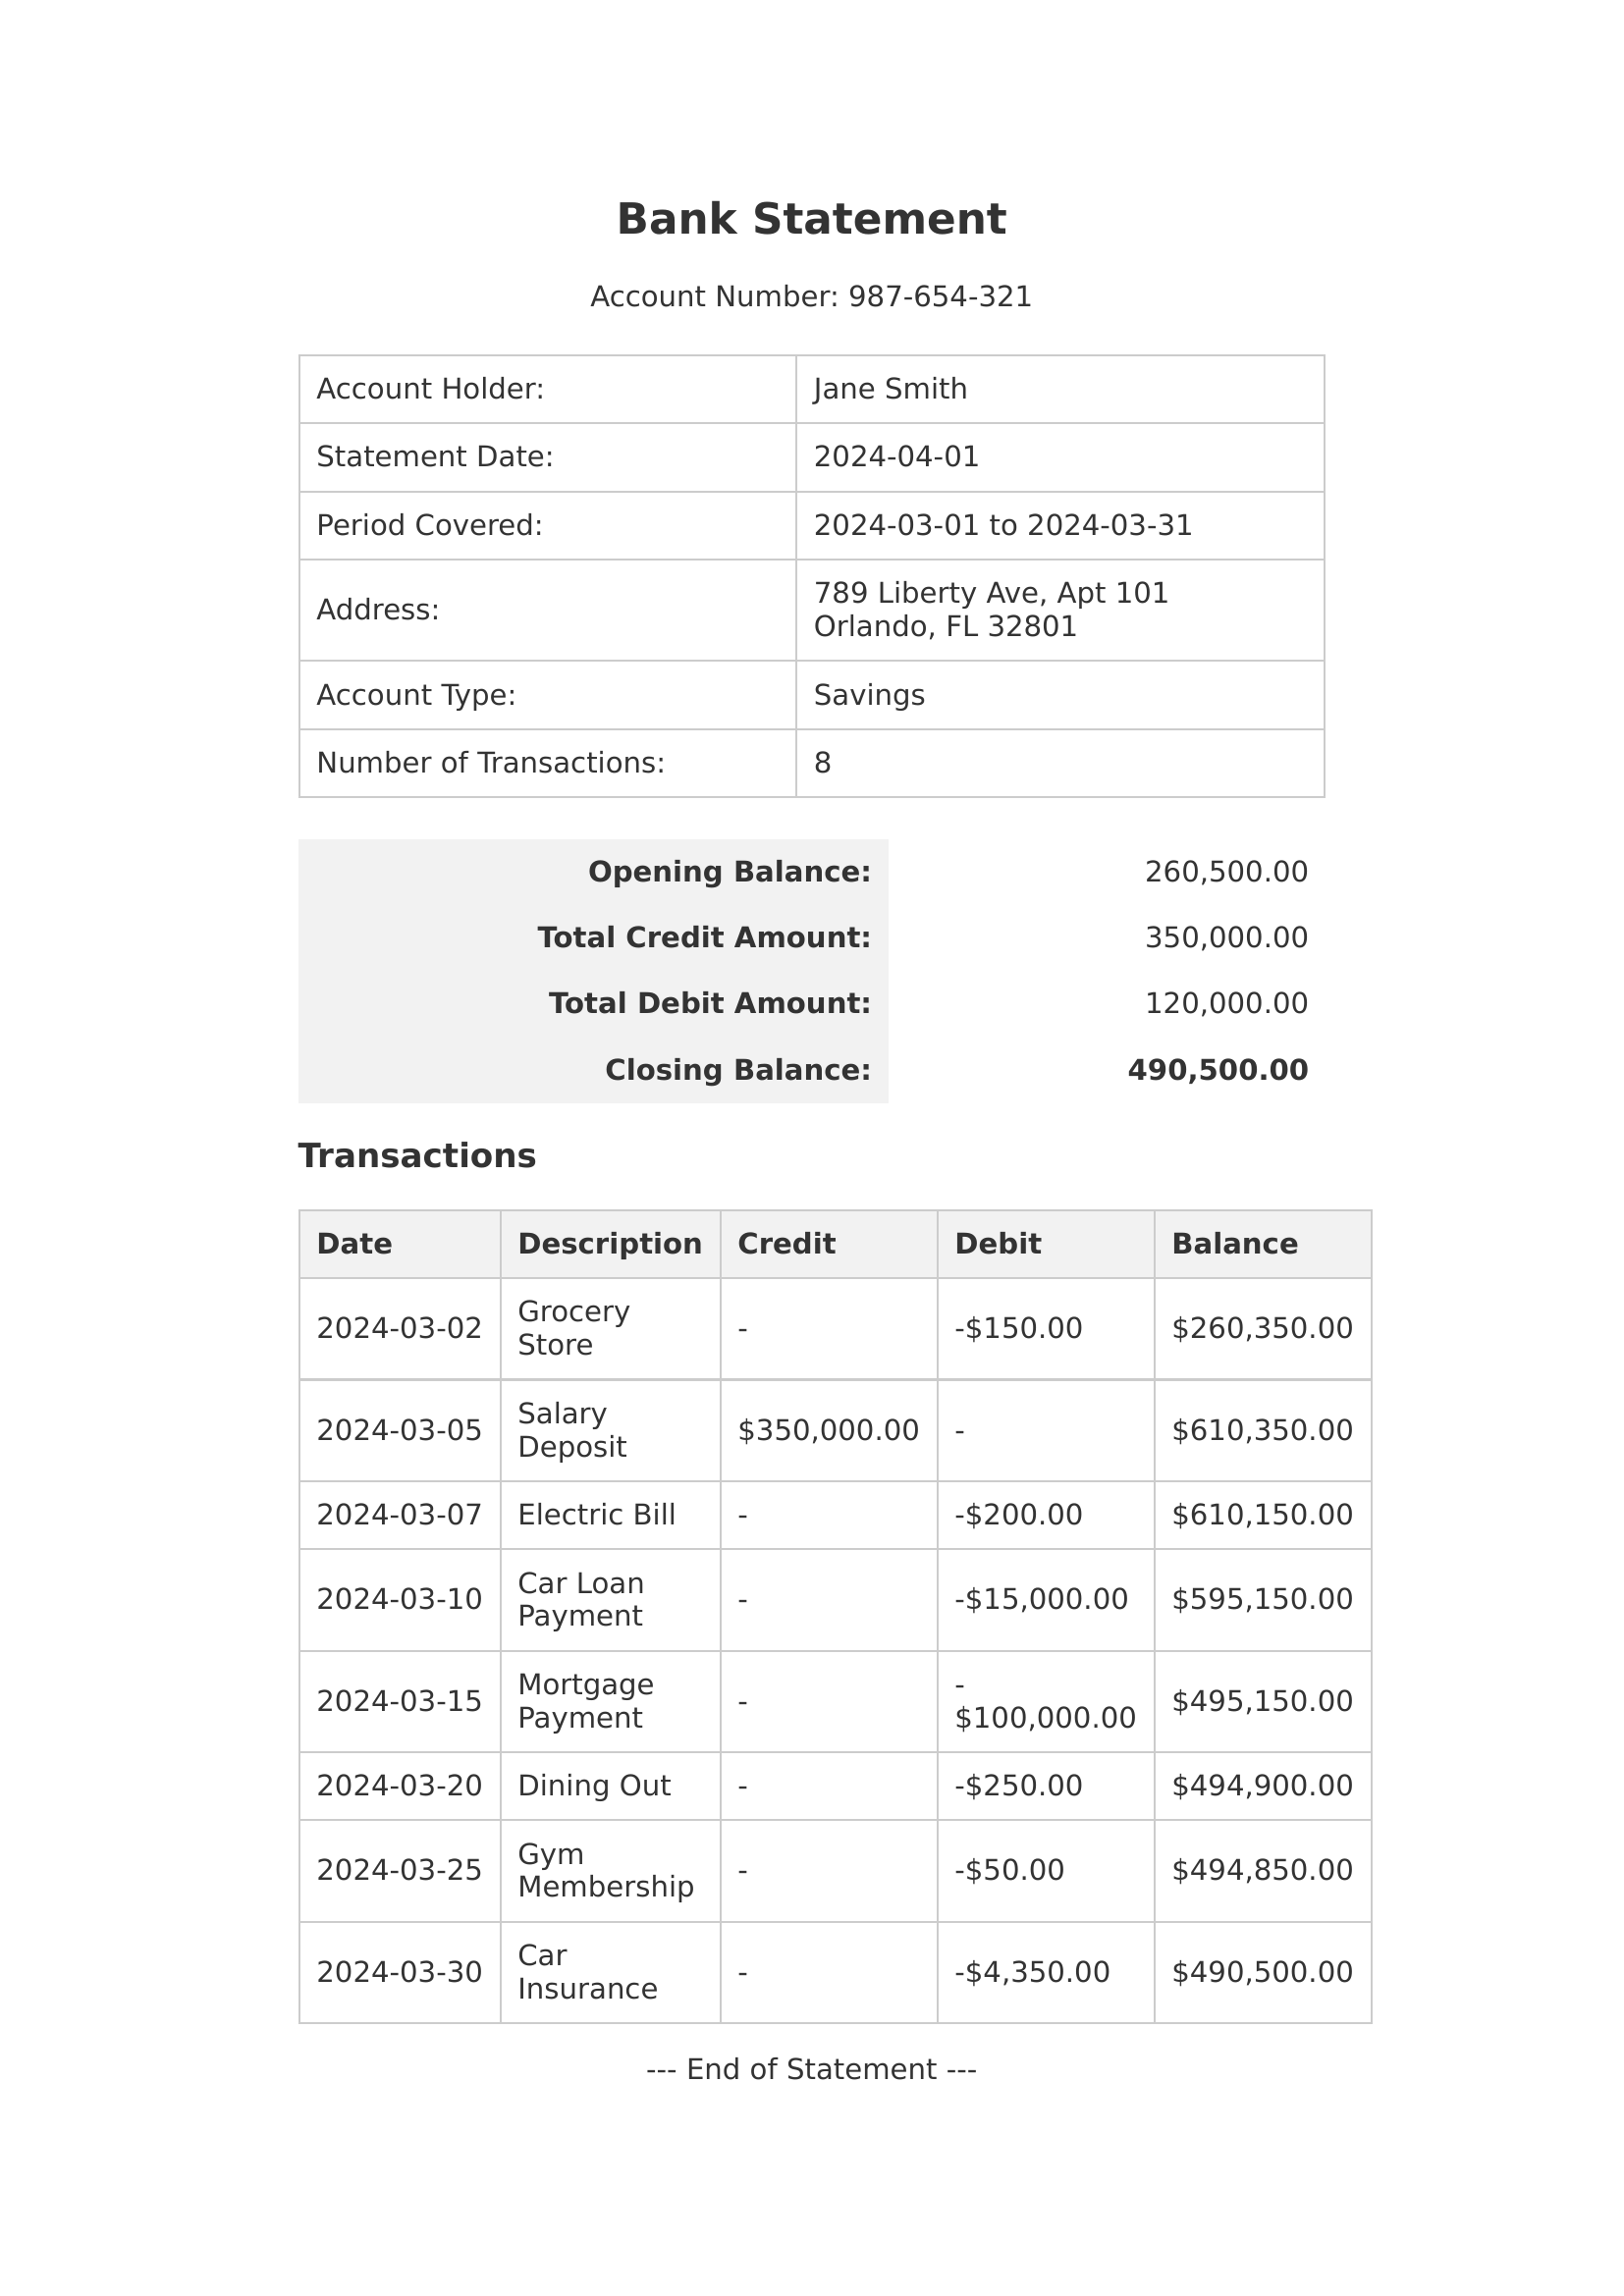 Bank Statement
Account Number: 987-654-321
Account Holder: Jane Smith
Statement Date: 2024-04-01
Period Covered: 2024-03-01 to 2024-03-31
Address: 789 Liberty Ave, Apt 101
Orlando, FL 32801
Account Type: Savings
Number of Transactions: 8
Opening Balance: 260,500.00
Total Credit Amount: 350,000.00
Total Debit Amount: 120,000.00
Closing Balance: 490,500.00
Transactions
Date Description Credit Debit Balance
2024-03-02 Grocery Store - -$150.00 $260,350.00
2024-03-05 Salary Deposit $350,000.00 - $610,350.00
2024-03-07 Electric Bill - -$200.00 $610,150.00
2024-03-10 Car Loan Payment - -$15,000.00 $595,150.00
2024-03-15 Mortgage Payment - -$100,000.00 $495,150.00
2024-03-20 Dining Out - -$250.00 $494,900.00
2024-03-25 Gym Membership - -$50.00 $494,850.00
2024-03-30 Car Insurance - -$4,350.00 $490,500.00
--- End of Statement ---